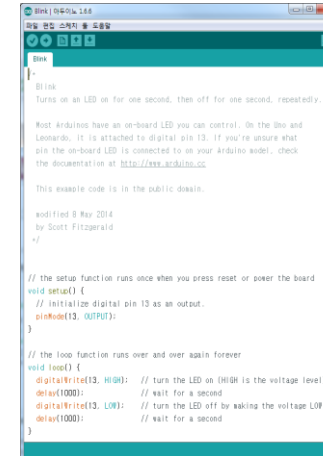 Blink | 아두이노 1.6.6
파일 편집 스케치 툴 도움말
Blink
/*
Blink
Turns on an LED on for one second, then off for one second, repeatedly.
Most Arduinos have an on-board LED you can control. On the Uno and
Leonardo, it is attached to digital pin 13. If you're unsure what
pin the on-board LED is connected to on your Arduino model, check
the documentation at http://www.arduino.cc
This example code is in the public domain.
modified 8 May 2014
by Scott Fitzgerald
*/
// the setup function runs once when you press reset or power the board
void setup() {
// initialize digital pin 13 as an output.
pinMode(13, OUTPUT);
}
// the loop function runs over and over again forever
void loop() {
digitalWrite(13, HIGH);   // turn the LED on (HIGH is the voltage level
delay(1000);              // wait for a second
digitalWrite(13, LOW);    // turn the LED off by making the voltage LOW
delay(1000);              // wait for a second
}